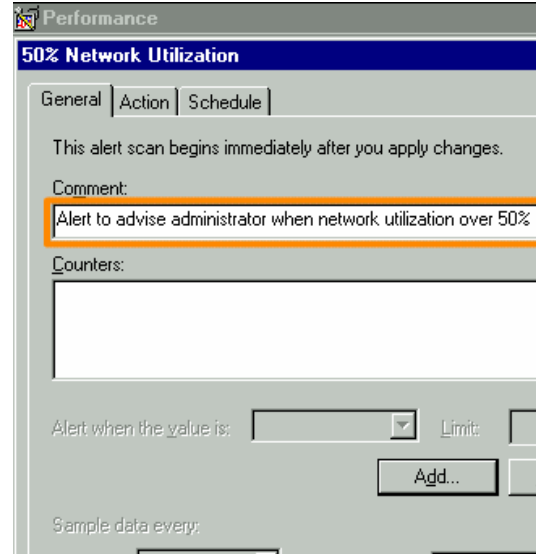 Performance
50% Network Utilization
General Action Schedule
This alert scan begins immediately after you apply changes.
Comment:
Alert to advise administrator when network utilization over 50%
Counters:
Alert when the value is: Limit:
Add...
Sample data every: